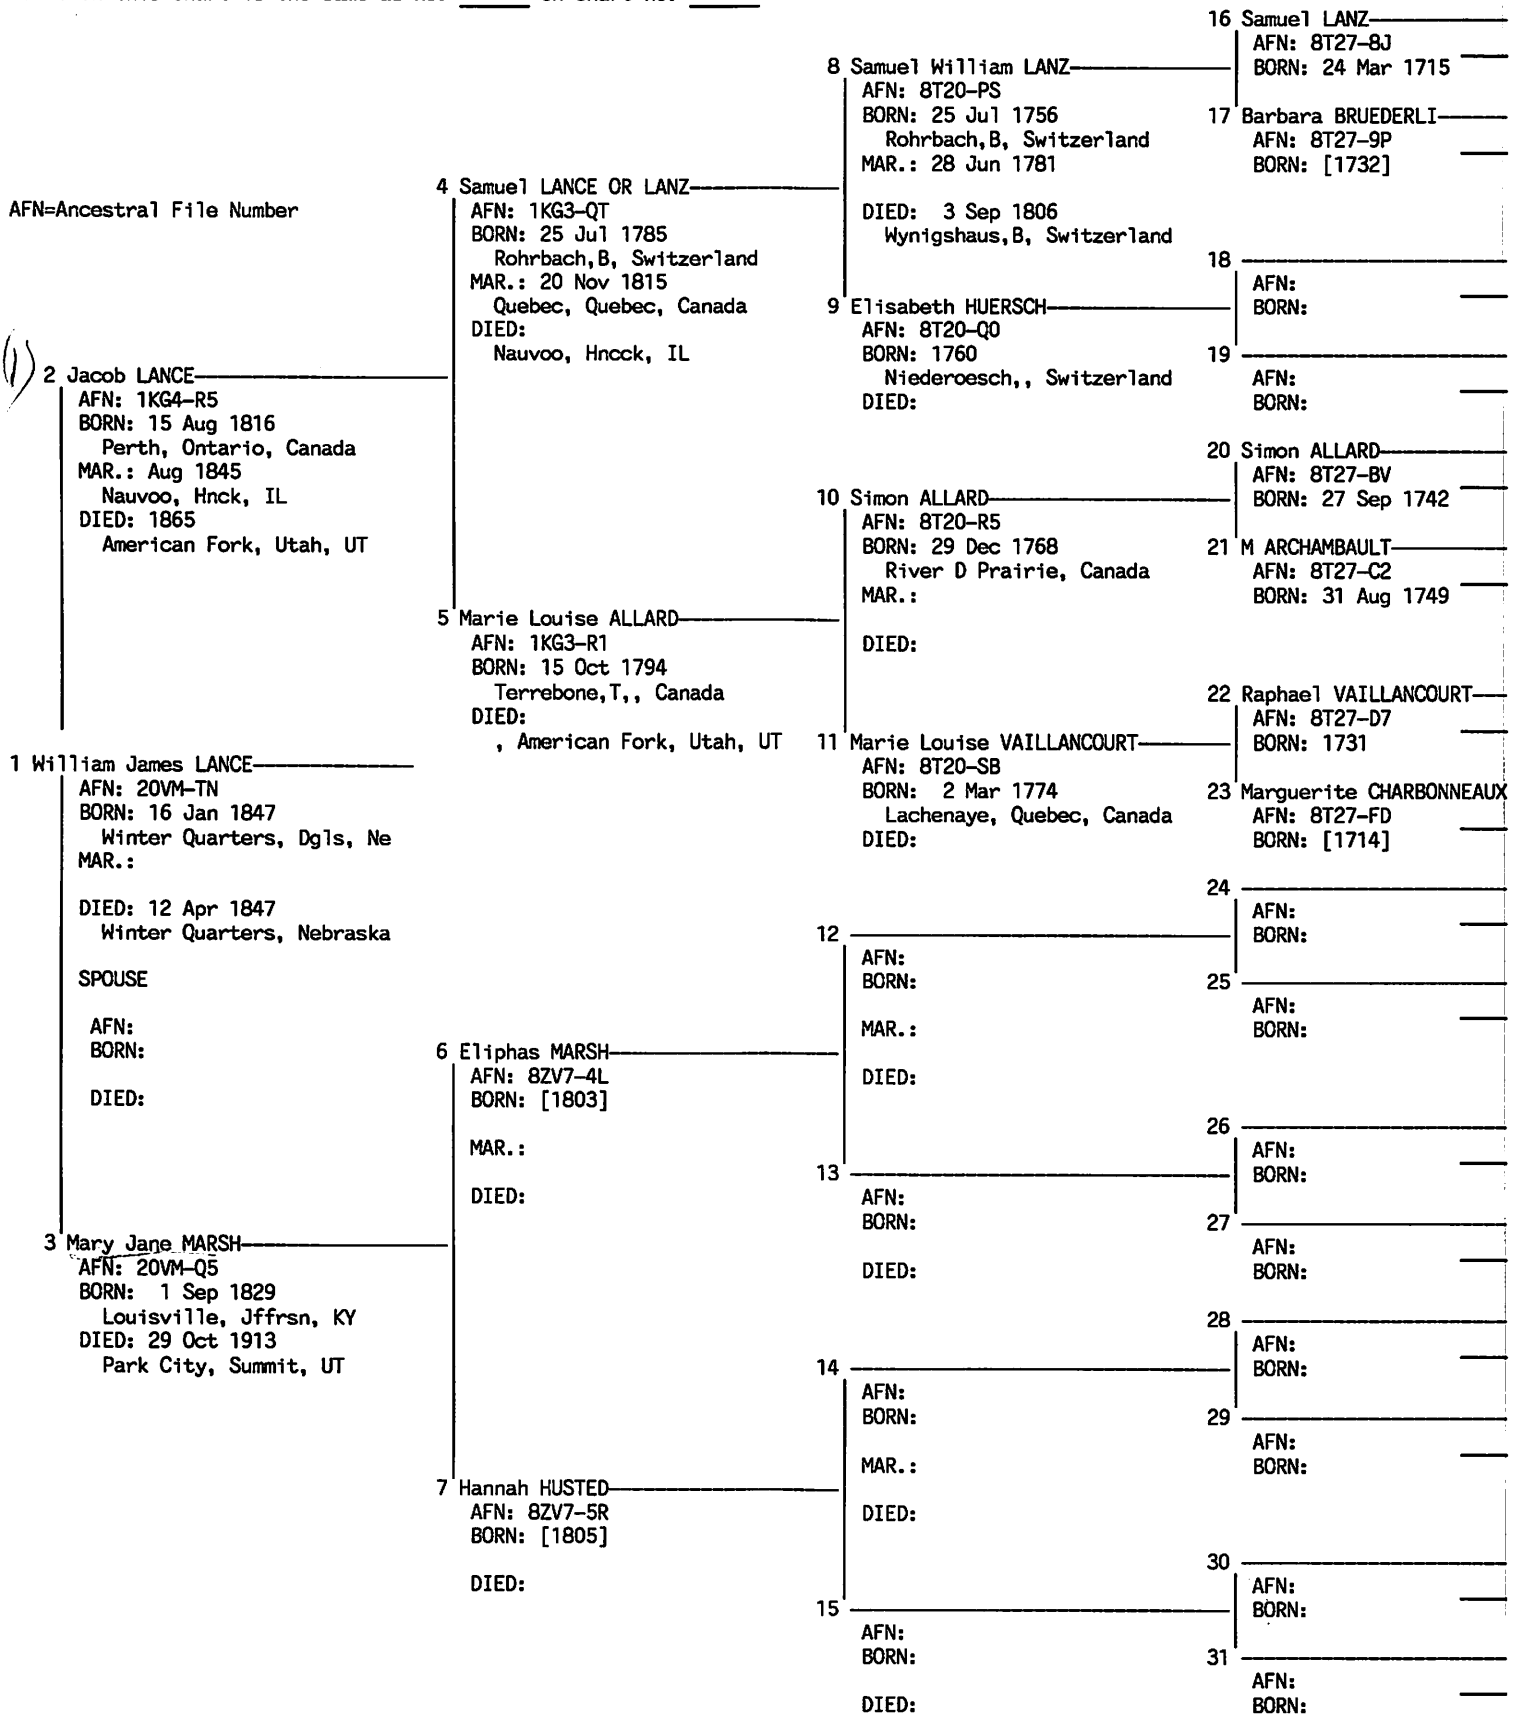 16 Samuel LANZ
AFN: 8T27-8J
BORN: 24 Mar 1715
8 Samuel William LANZ
AFN: 8T20-PS
BORN: 25 Jul 1756
Rohrbach,B, Switzerland
MAR.: 28 Jun 1781
DIED: 3 Sep 1806
Wynigshaus,B, Switzerland
17 Barbara BRUEDERLI
AFN: 8T27-9P
BORN: [1732]
4 Samuel LANCE OR LANZ
AFN: 1KG3-QT
BORN: 25 Jul 1785
Rohrbach,B, Switzerland
MAR.: 20 Nov 1815
Quebec, Quebec, Canada
DIED:
Nauvoo, Hncck, IL
AFN=Ancestral File Number
18
AFN:
BORN:
9 Elisabeth HUERSCH
AFN: 8T20-Q0
BORN: 1760
Niederoesch,, Switzerland
DIED:
19
AFN:
BORN:
(1)
2 Jacob LANCE
AFN: 1KG4-R5
BORN: 15 Aug 1816
Perth, Ontario, Canada
MAR.: Aug 1845
Nauvoo, Hnck, IL
DIED: 1865
American Fork, Utah, UT
20 Simon ALLARD
AFN: 8T27-BV
BORN: 27 Sep 1742
10 Simon ALLARD
AFN: 8T20-R5
BORN: 29 Dec 1768
River D Prairie, Canada
MAR.:
DIED:
21 M ARCHAMBAULT
AFN: 8T27-C2
BORN: 31 Aug 1749
5 Marie Louise ALLARD
AFN: 1KG3-R1
BORN: 15 Oct 1794
Terrebone,T,, Canada
DIED:
, American Fork, Utah, UT
22 Raphael VAILLANCOURT
AFN: 8T27-D7
BORN: 1731
11 Marie Louise VAILLANCOURT
AFN: 8T20-SB
BORN: 2 Mar 1774
Lachenaye, Quebec, Canada
DIED:
23 Marguerite CHARBONNEAUX
AFN: 8T27-FD
BORN: [1714]
1 William James LANCE
AFN: 20VM-TN
BORN: 16 Jan 1847
Winter Quarters, Dgls, Ne
MAR.:
DIED: 12 Apr 1847
Winter Quarters, Nebraska
SPOUSE
AFN:
BORN:
DIED:
24
AFN:
BORN:
12
AFN:
BORN:
MAR.:
DIED:
25
AFN:
BORN:
6 Eliphas MARSH
AFN: 8ZV7-4L
BORN: [1803]
MAR.:
DIED:
26
AFN:
BORN:
13
AFN:
BORN:
DIED:
27
AFN:
BORN:
3 Mary Jane MARSH
AFN: 20VM-Q5
BORN: 1 Sep 1829
Louisville, Jffrsn, KY
DIED: 29 Oct 1913
Park City, Summit, UT
28
AFN:
BORN:
14
AFN:
BORN:
MAR.:
DIED:
29
AFN:
BORN:
7 Hannah HUSTED
AFN: 8ZV7-5R
BORN: [1805]
DIED:
30
AFN:
BORN:
15
AFN:
BORN:
DIED:
31
AFN:
BORN: